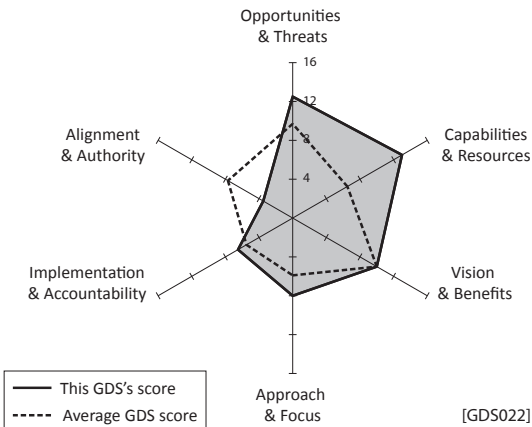 Opportunities
& Threats
16
12
8
4
Capabilities
& Resources
Vision
& Benefits
Approach
& Focus
Implementation
& Accountability
Alignment
& Authority
This GDS's score
Average GDS score
[GDS022]